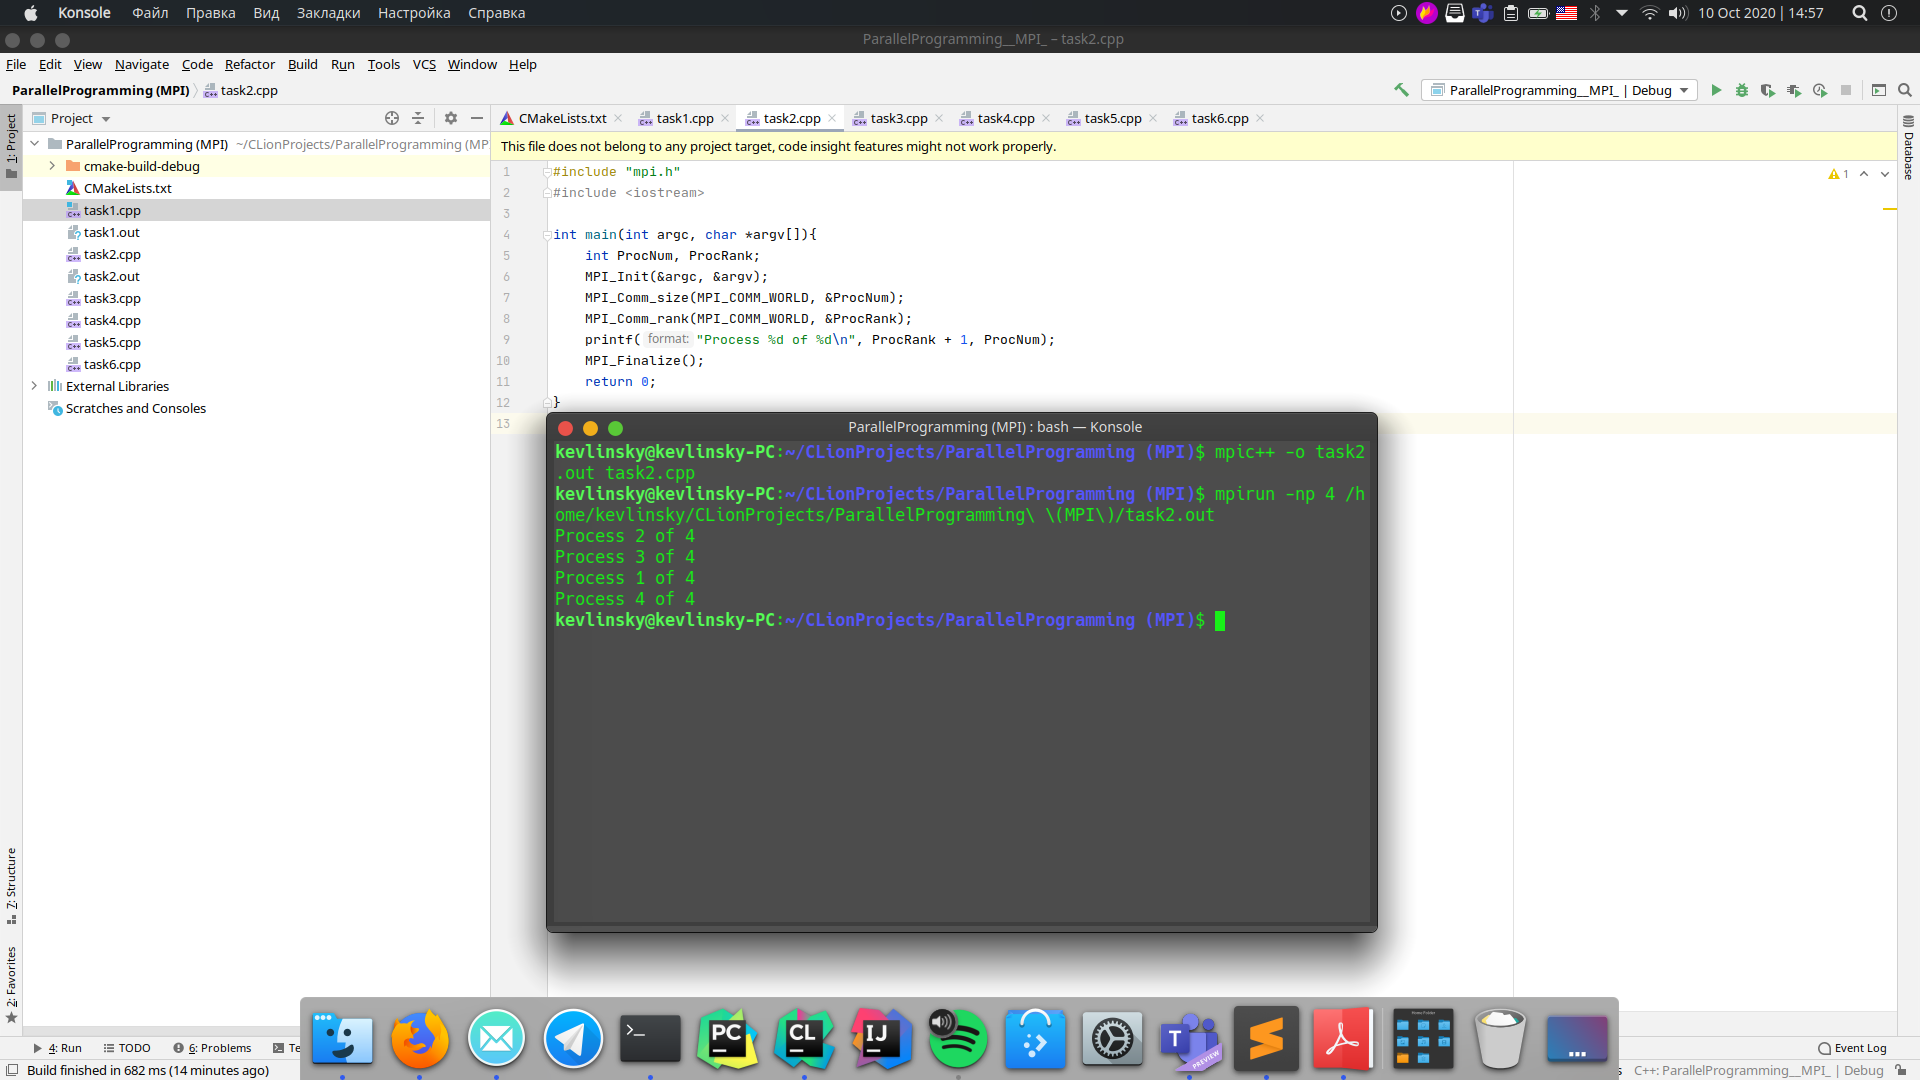 Konsole Файл Правка Вид Закладки Настройка Справка 10 Oct 2020 | 14:57
ParallelProgramming__MPI_ – task2.cpp
File Edit View Navigate Code Refactor Build Run Tools VCS Window Help
ParallelProgramming (MPI) task2.cpp ParallelProgramming__MPI_ | Debug
1: Project
Project
ParallelProgramming (MPI) ~/CLionProjects/ParallelProgramming (MP
cmake-build-debug
CMakeLists.txt
task1.cpp
task1.out
task2.cpp
task2.out
task3.cpp
task4.cpp
task5.cpp
task6.cpp
External Libraries
Scratches and Consoles
CMakeLists.txt task1.cpp task2.cpp task3.cpp task4.cpp task5.cpp task6.cpp
This file does not belong to any project target, code insight features might not work properly.
1 #include "mpi.h"
2 #include <iostream>
3
4 int main(int argc, char *argv[]){
5 int ProcNum, ProcRank;
6 MPI_Init(&argc, &argv);
7 MPI_Comm_size(MPI_COMM_WORLD, &ProcNum);
8 MPI_Comm_rank(MPI_COMM_WORLD, &ProcRank);
9 printf( format: "Process %d of %d\n", ProcRank + 1, ProcNum);
10 MPI_Finalize();
11 return 0;
12 }
13
1
Database
ParallelProgramming (MPI) : bash — Konsole
kevlinsky@kevlinsky-PC:~/CLionProjects/ParallelProgramming (MPI)$ mpic++ -o task2
.out task2.cpp
kevlinsky@kevlinsky-PC:~/CLionProjects/ParallelProgramming (MPI)$ mpirun -np 4 /h
ome/kevlinsky/CLionProjects/ParallelProgramming\ \(MPI\)/task2.out
Process 2 of 4
Process 3 of 4
Process 1 of 4
Process 4 of 4
kevlinsky@kevlinsky-PC:~/CLionProjects/ParallelProgramming (MPI)$
7: Structure
2: Favorites
>_ PC CL IJ T PREVIEW Home Folder
4: Run TODO 6: Problems Te Event Log
Build finished in 682 ms (14 minutes ago) s C++: ParallelProgramming__MPI_ | Debug